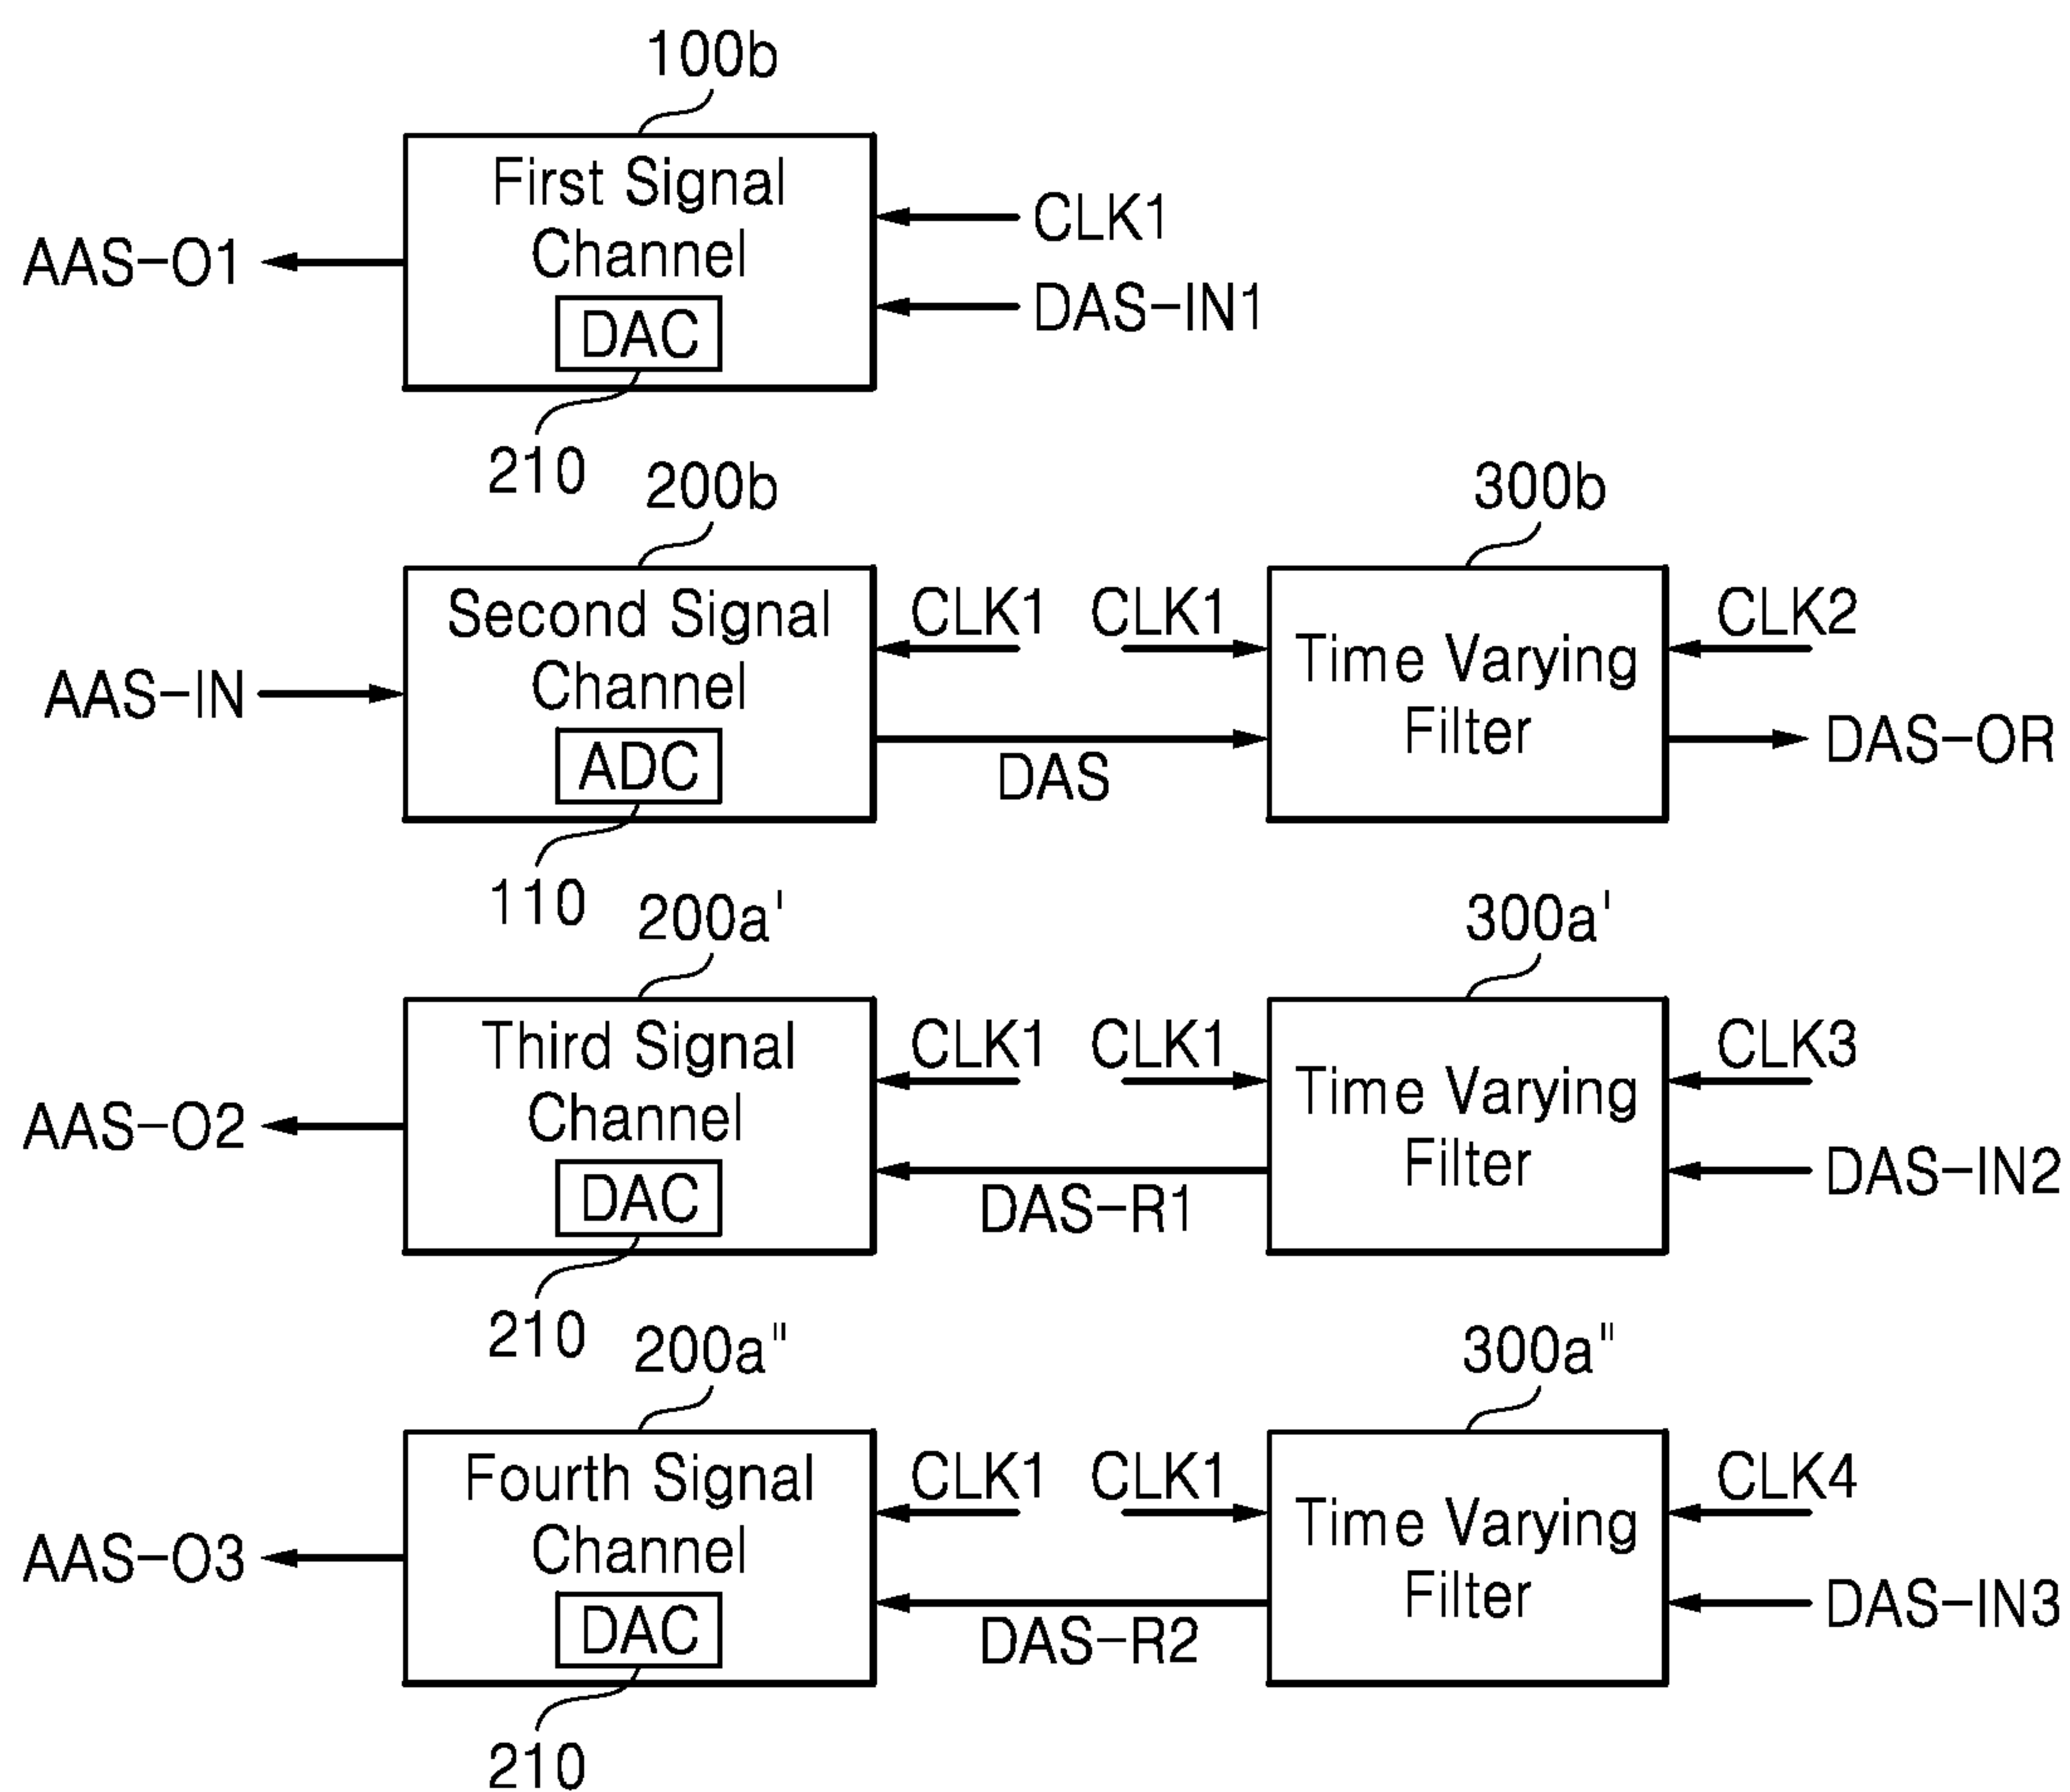 100b
First Signal
Channel
CLK1
AAS-O1
DAS-IN1
DAC
210
200b
300b
Second Signal
Channel
CLK1
CLK1
Time Varying
Filter
CLK2
AAS-IN
DAS-OR
ADC
DAS
110
200a'
300a'
Third Signal
Channel
CLK1
CLK1
Time Varying
Filter
CLK3
AAS-O2
DAS-IN2
DAC
DAS-R1
210
200a"
300a"
Fourth Signal
Channel
CLK1
CLK1
Time Varying
Filter
CLK4
AAS-O3
DAS-IN3
DAC
DAS-R2
210